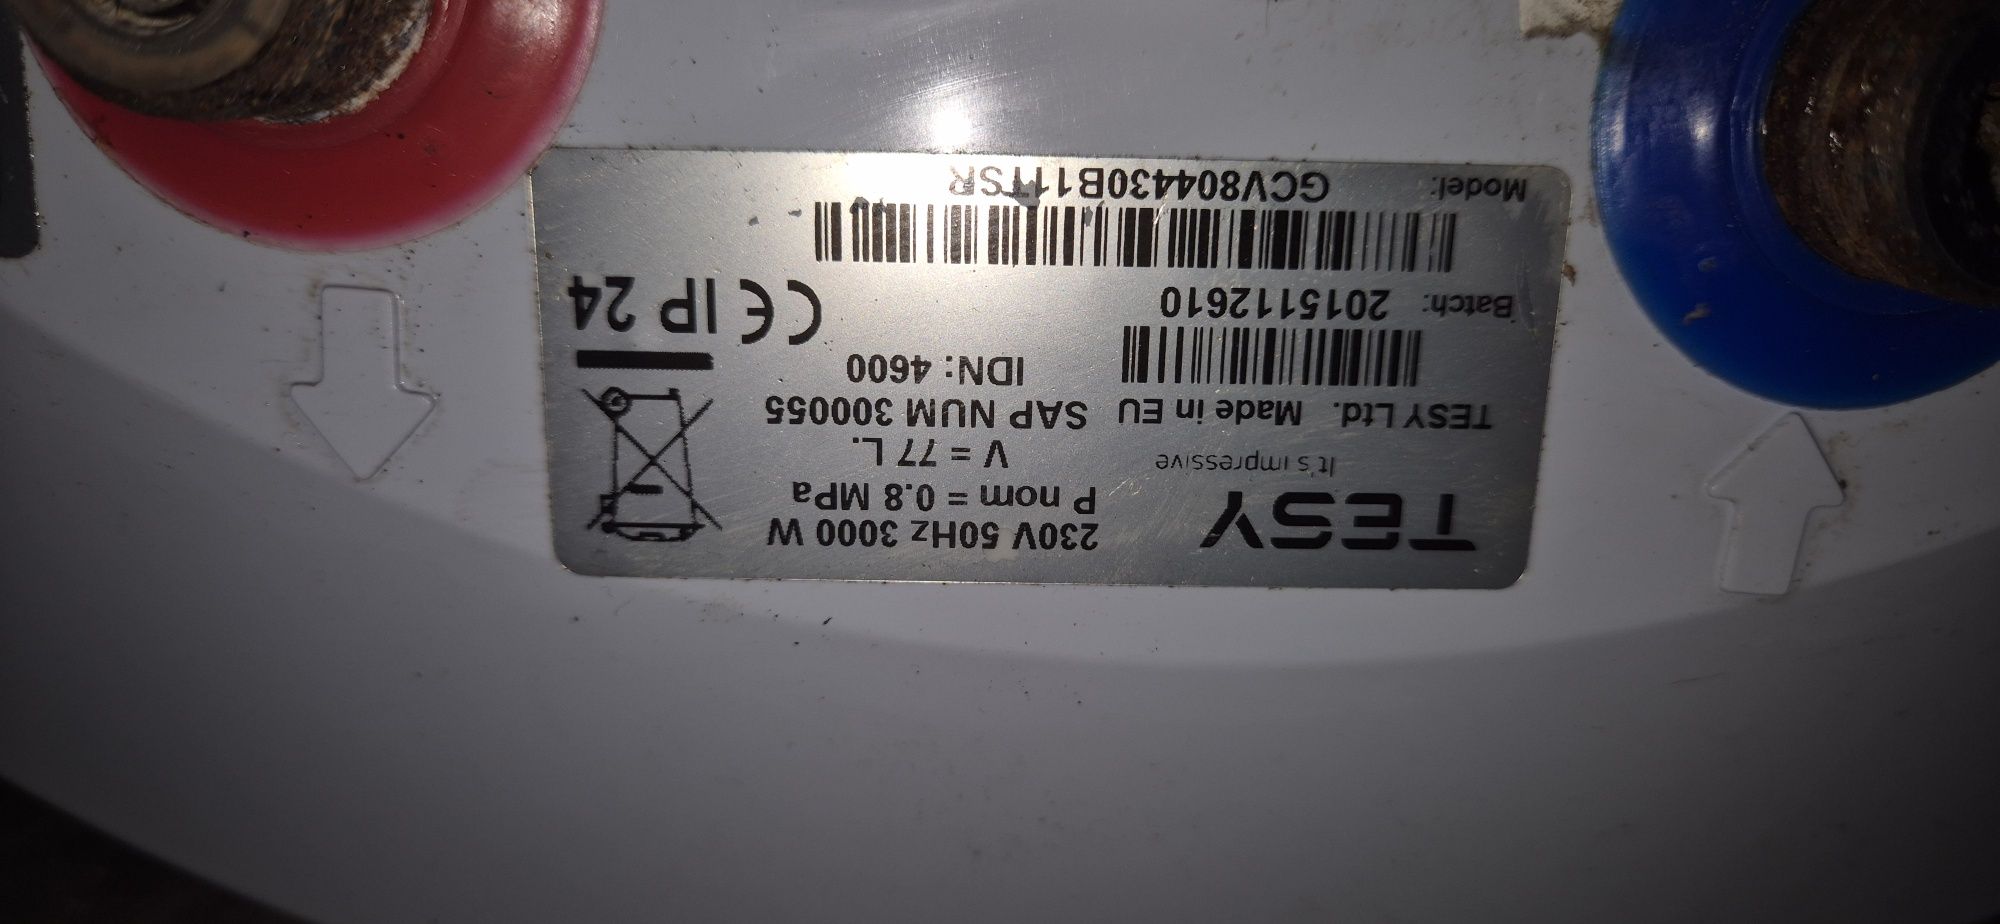 TESY
It's impressive
230V 50Hz 3000 W
P nom = 0.8 MPa
V = 77 L.
TESY Ltd. Made in EU SAP NUM 300055
IDN: 4600
Batch: 2015112610
CE IP 24
Model: GCV804430B11TSR